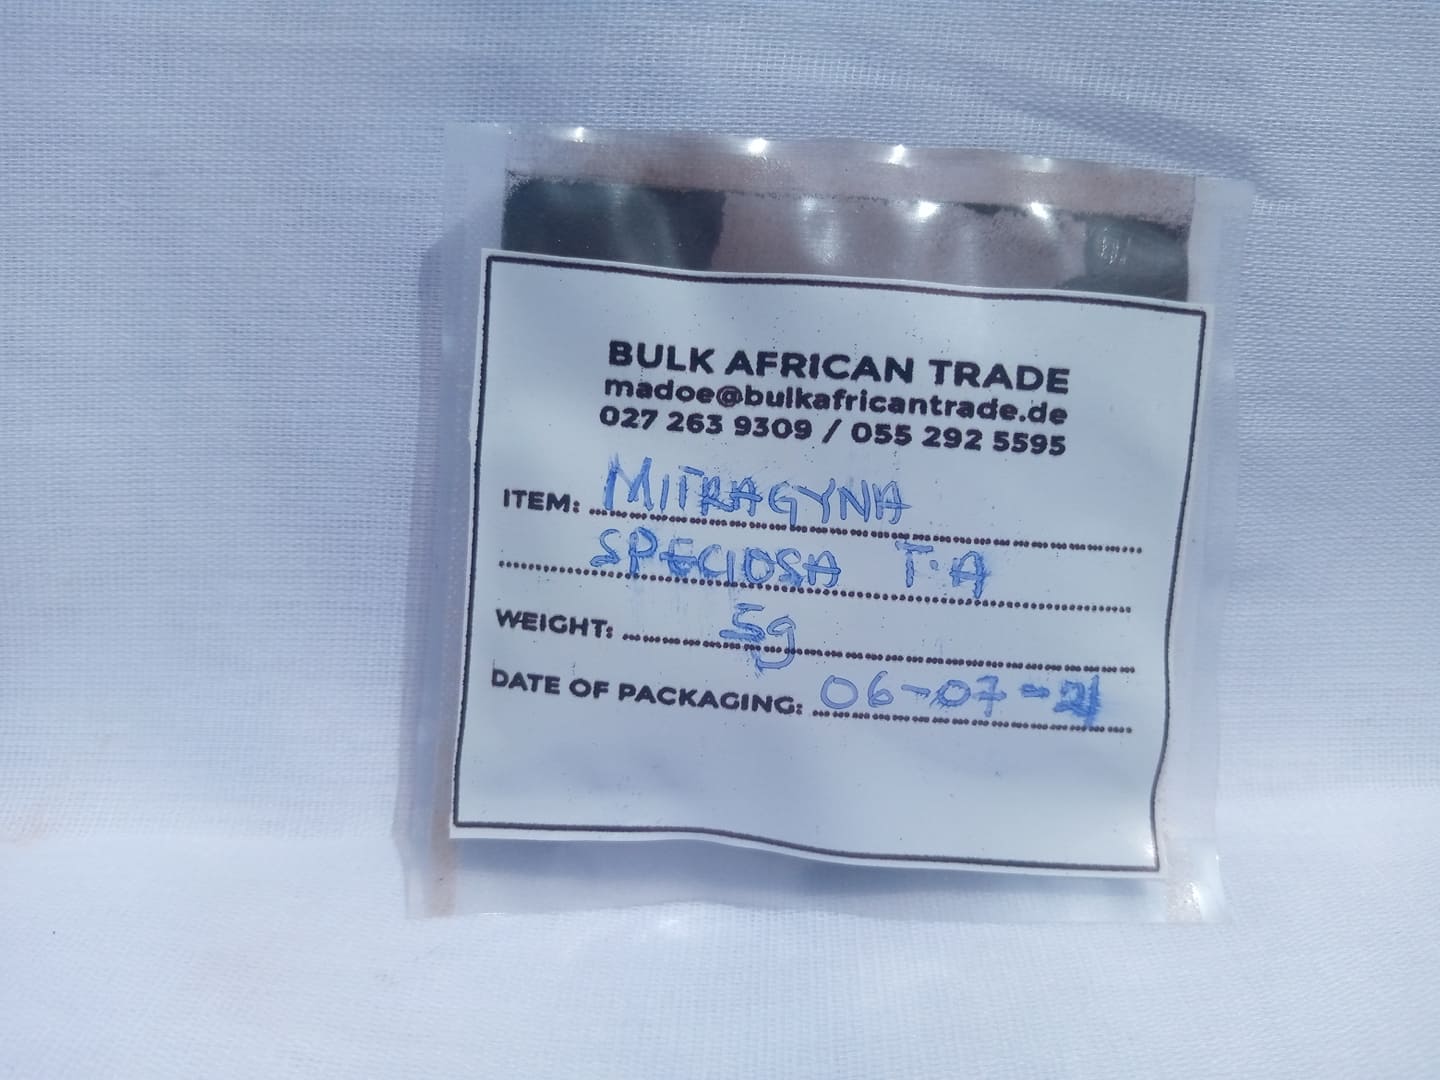 BULK AFRICAN TRADE
madoe@bulkafricantrade.de
027 263 9309 / 055 292 5595
ITEM: MITRAGYNA
SPECIOSA T.A
WEIGHT: 5g
DATE OF PACKAGING: 06-07-21